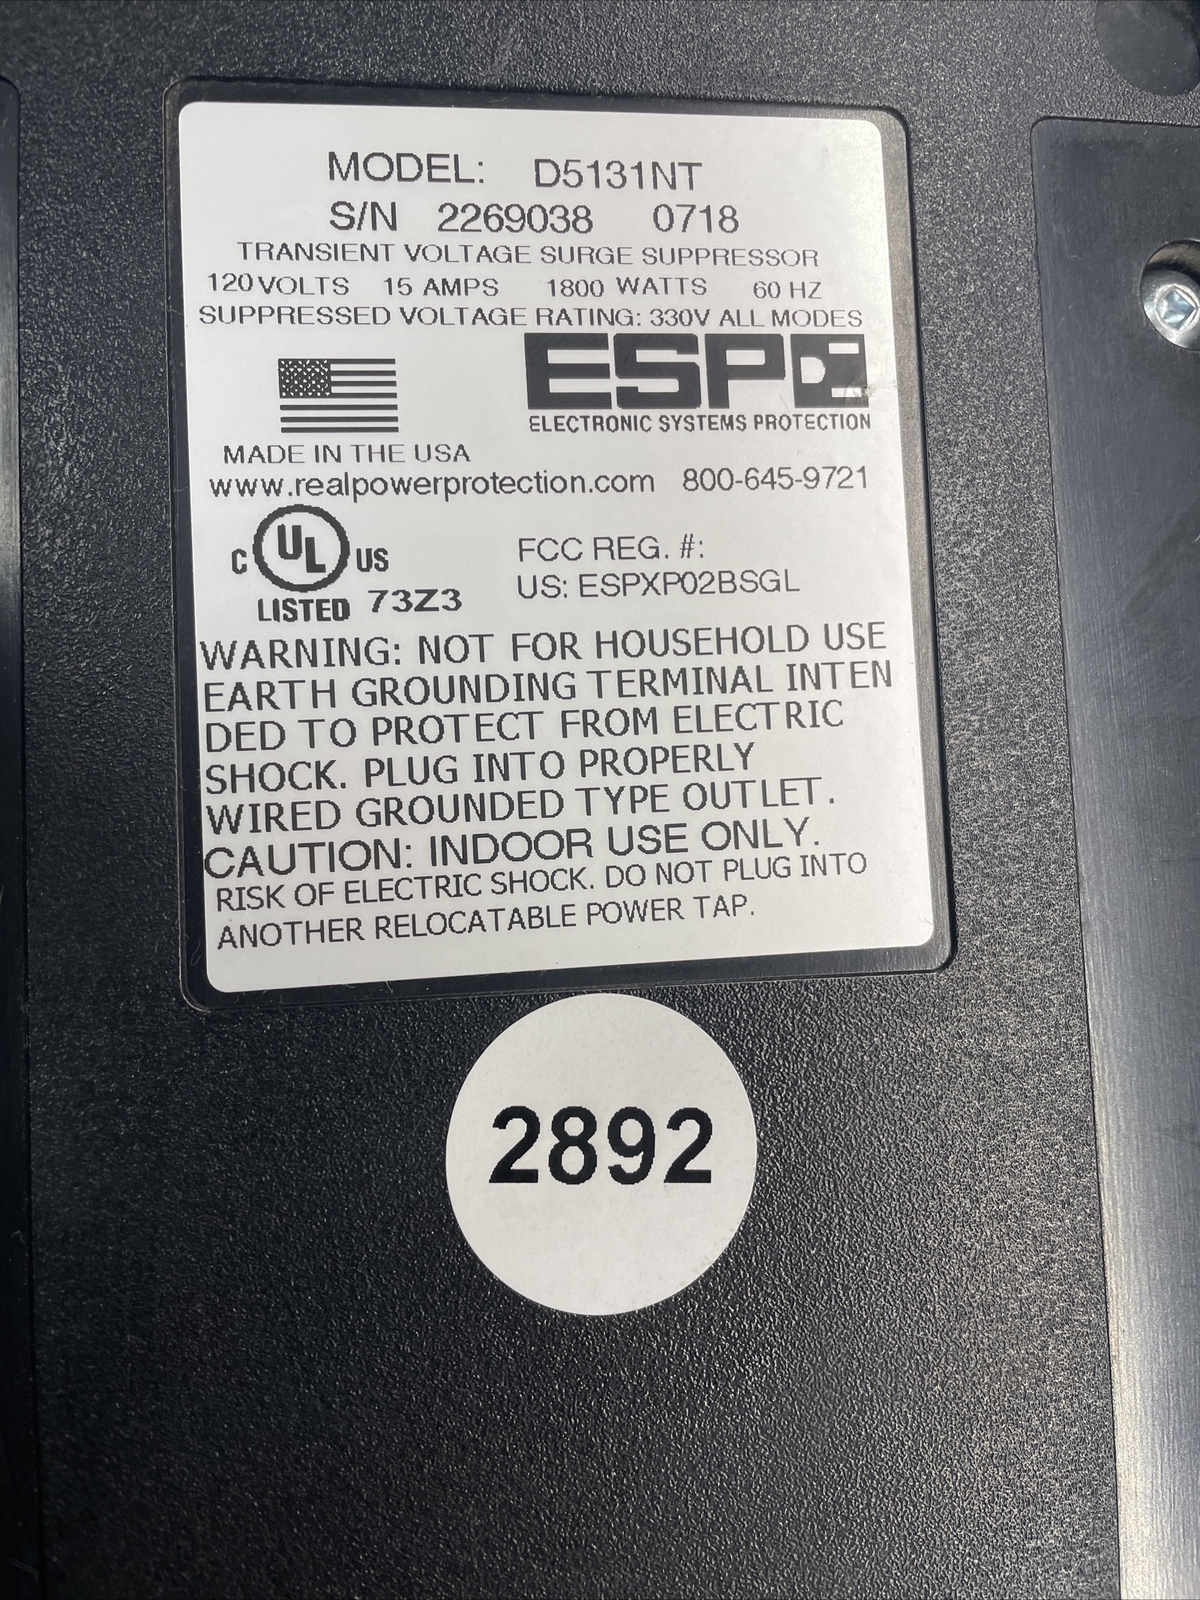 MODEL: D5131NT
S/N 2269038 0718
TRANSIENT VOLTAGE SURGE SUPPRESSOR
120 VOLTS 15 AMPS 1800 WATTS 60 HZ
SUPPRESSED VOLTAGE RATING: 330V ALL MODES
ESP
ELECTRONIC SYSTEMS PROTECTION
MADE IN THE USA
www.realpowerprotection.com 800-645-9721
C UL US
LISTED 73Z3
FCC REG. #:
US: ESPXP02BSGL
WARNING: NOT FOR HOUSEHOLD USE
EARTH GROUNDING TERMINAL INTEN
DED TO PROTECT FROM ELECTRIC
SHOCK. PLUG INTO PROPERLY
WIRED GROUNDED TYPE OUTLET.
CAUTION: INDOOR USE ONLY.
RISK OF ELECTRIC SHOCK. DO NOT PLUG INTO
ANOTHER RELOCATABLE POWER TAP.
2892